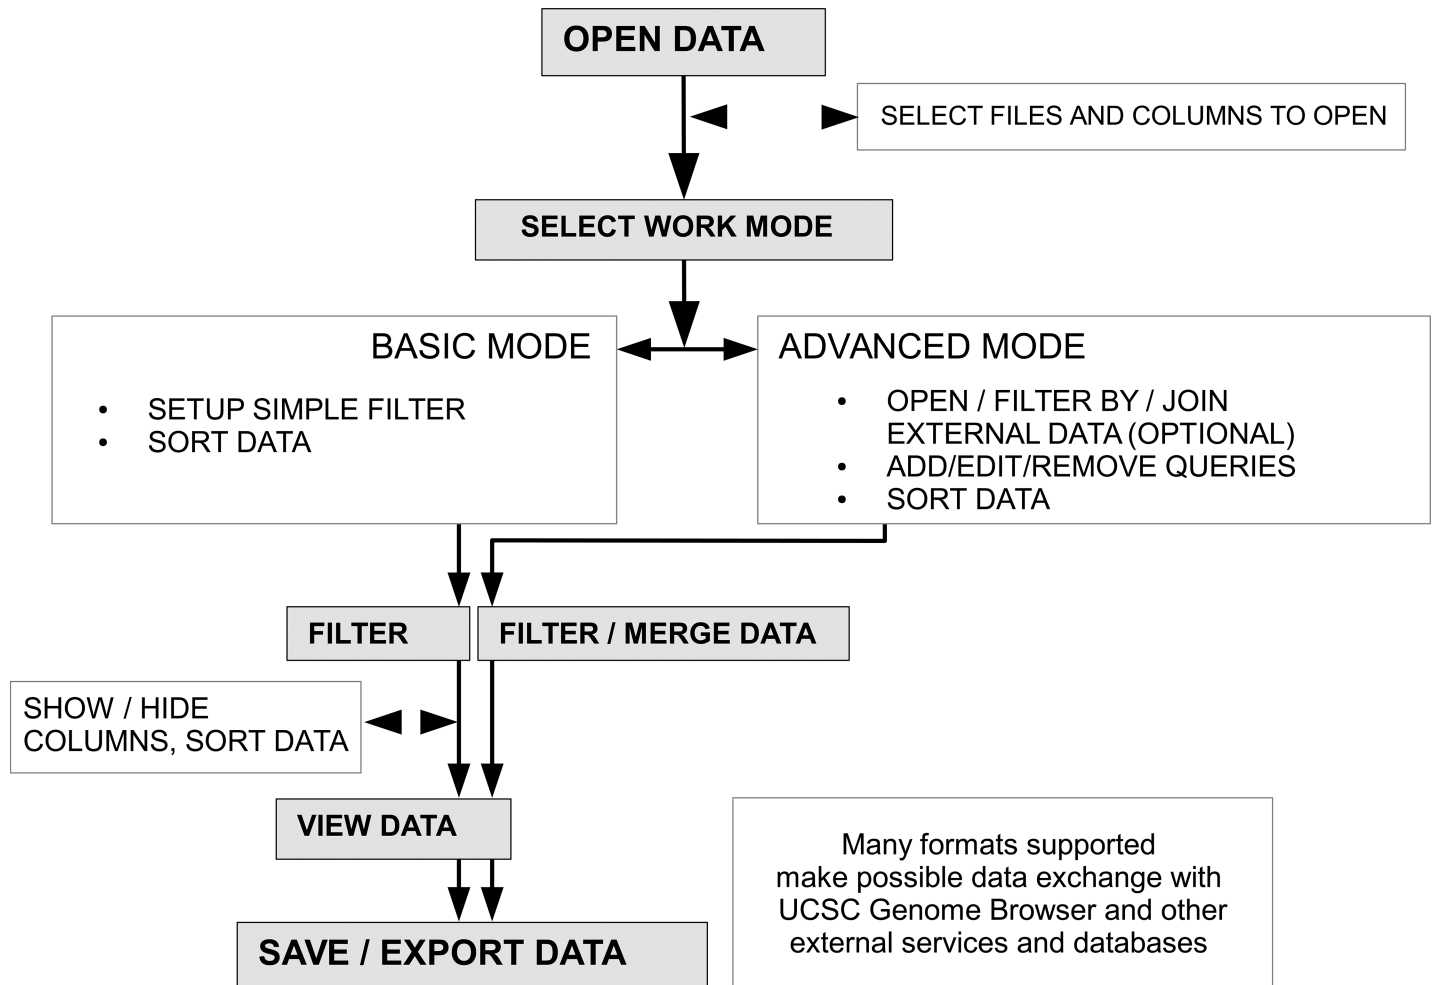 OPEN DATA
SELECT FILES AND COLUMNS TO OPEN
SELECT WORK MODE
BASIC MODE
• SETUP SIMPLE FILTER
• SORT DATA
ADVANCED MODE
• OPEN / FILTER BY / JOIN
EXTERNAL DATA (OPTIONAL)
• ADD/EDIT/REMOVE QUERIES
• SORT DATA
FILTER
FILTER / MERGE DATA
SHOW / HIDE
COLUMNS, SORT DATA
VIEW DATA
Many formats supported
make possible data exchange with
UCSC Genome Browser and other
external services and databases
SAVE / EXPORT DATA